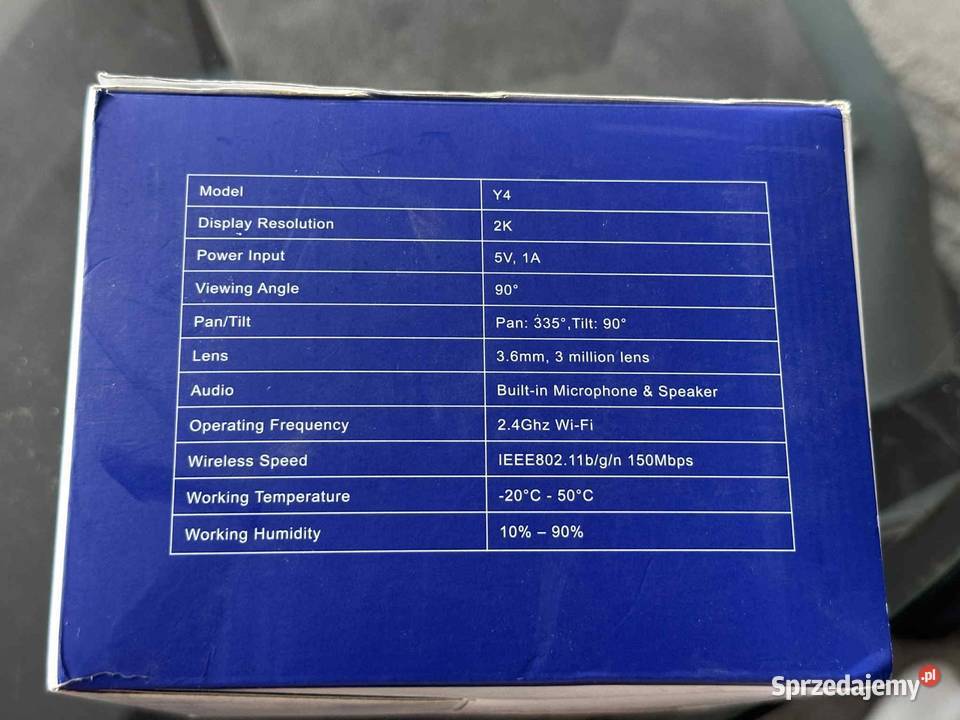 Model Y4
Display Resolution 2K
Power Input 5V, 1A
Viewing Angle 90°
Pan/Tilt Pan: 335°,Tilt: 90°
Lens 3.6mm, 3 million lens
Audio Built-in Microphone & Speaker
Operating Frequency 2.4Ghz Wi-Fi
Wireless Speed IEEE802.11b/g/n 150Mbps
Working Temperature -20°C - 50°C
Working Humidity 10% – 90%
Sprzedajemy.pl